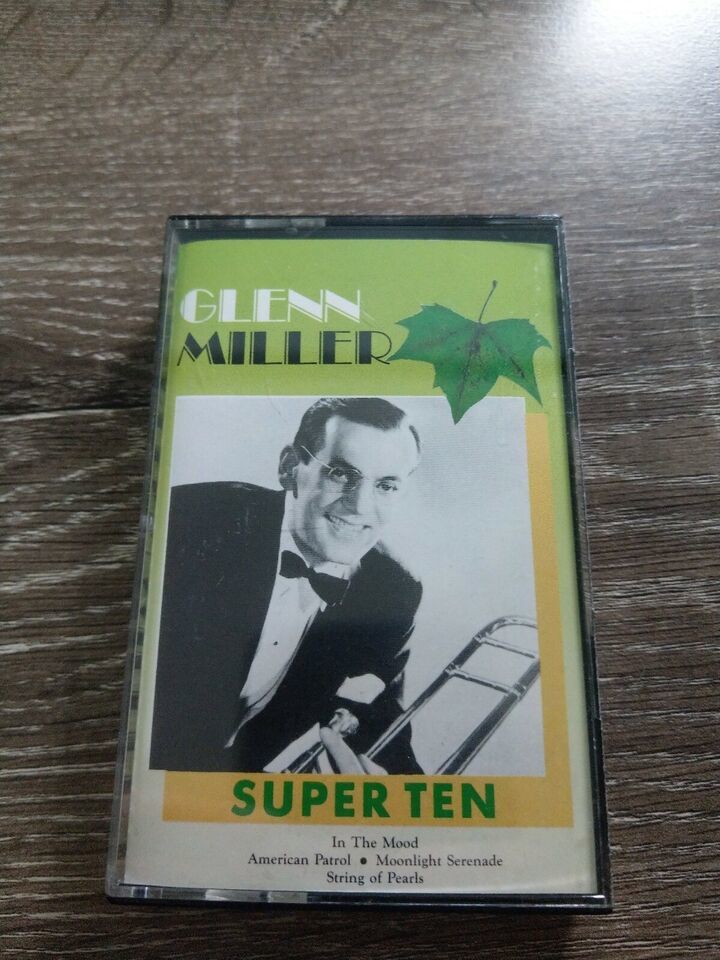 GLENN
MILLER
SUPER TEN
In The Mood
American Patrol • Moonlight Serenade
String of Pearls